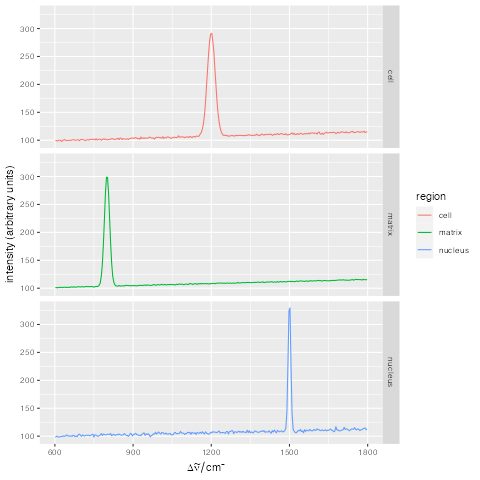 300
250
200
150
100
cell
300
250
200
150
100
matrix
300
250
200
150
100
nucleus
600 900 1200 1500 1800
Δν̃/cm⁻
intensity (arbitrary units)
region
cell
matrix
nucleus